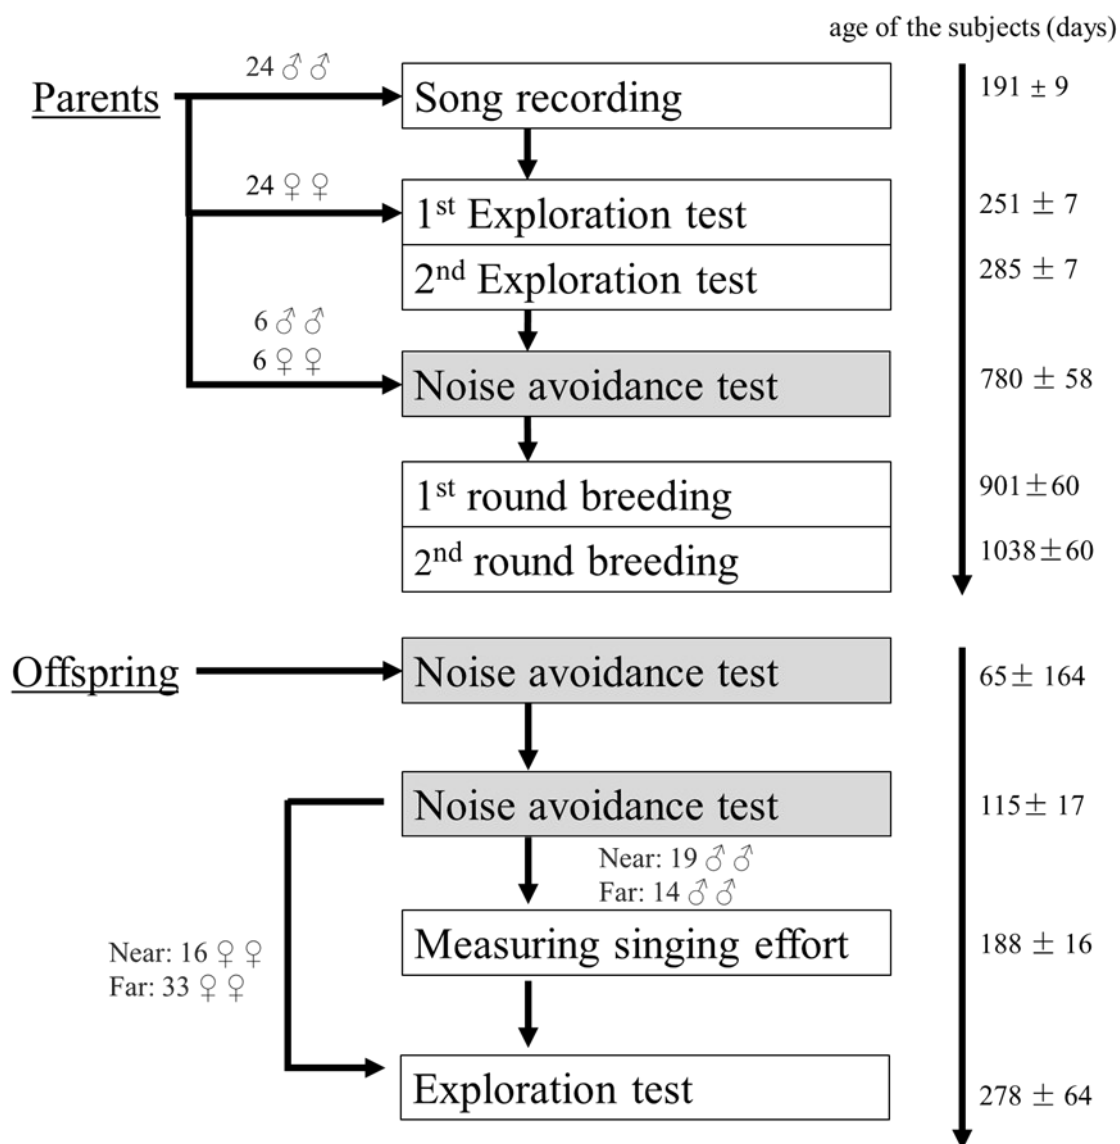 age of the subjects (days)
24 ♂ ♂
Parents
Song recording
191 ± 9
24 ♀ ♀
1st Exploration test
251 ± 7
2nd Exploration test
285 ± 7
6 ♂ ♂
6 ♀ ♀
Noise avoidance test
780 ± 58
1st round breeding
901 ± 60
2nd round breeding
1038 ± 60
Offspring
Noise avoidance test
65 ± 164
Noise avoidance test
115 ± 17
Near: 19 ♂ ♂
Far: 14 ♂ ♂
Near: 16 ♀ ♀
Far: 33 ♀ ♀
Measuring singing effort
188 ± 16
Exploration test
278 ± 64